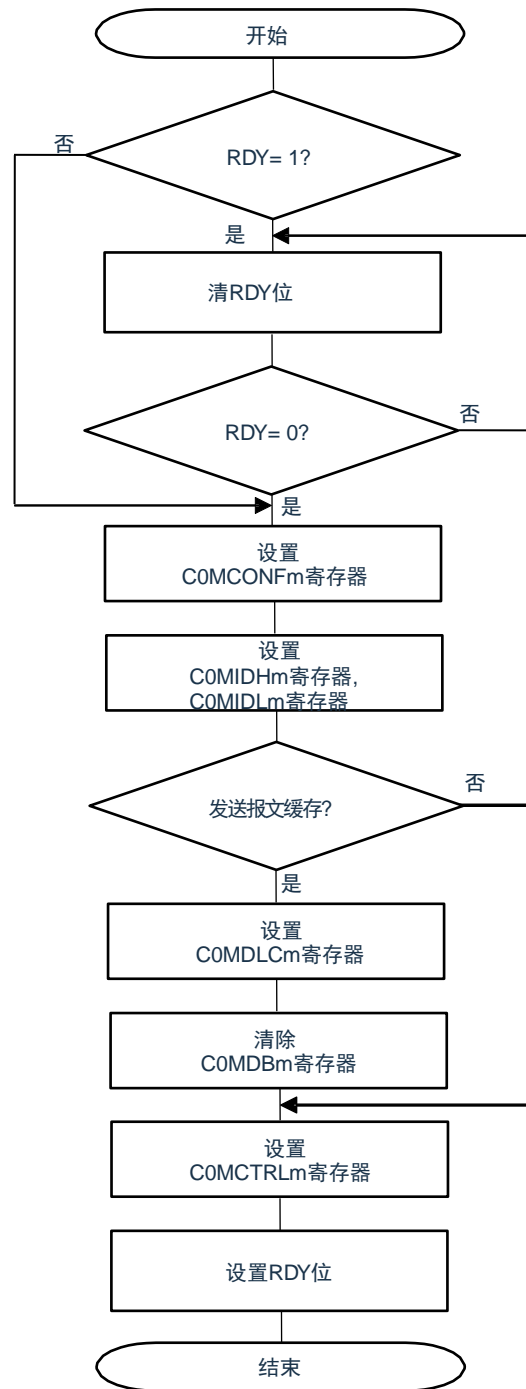 开始
否
RDY= 1?
是
清RDY位
否
RDY= 0?
是
设置
C0MCONFm寄存器
设置
C0MIDHm寄存器,
C0MIDLm寄存器
否
发送报文缓存?
是
设置
C0MDLCm寄存器
清除
C0MDBm寄存器
设置
C0MCTRLm寄存器
设置RDY位
结束